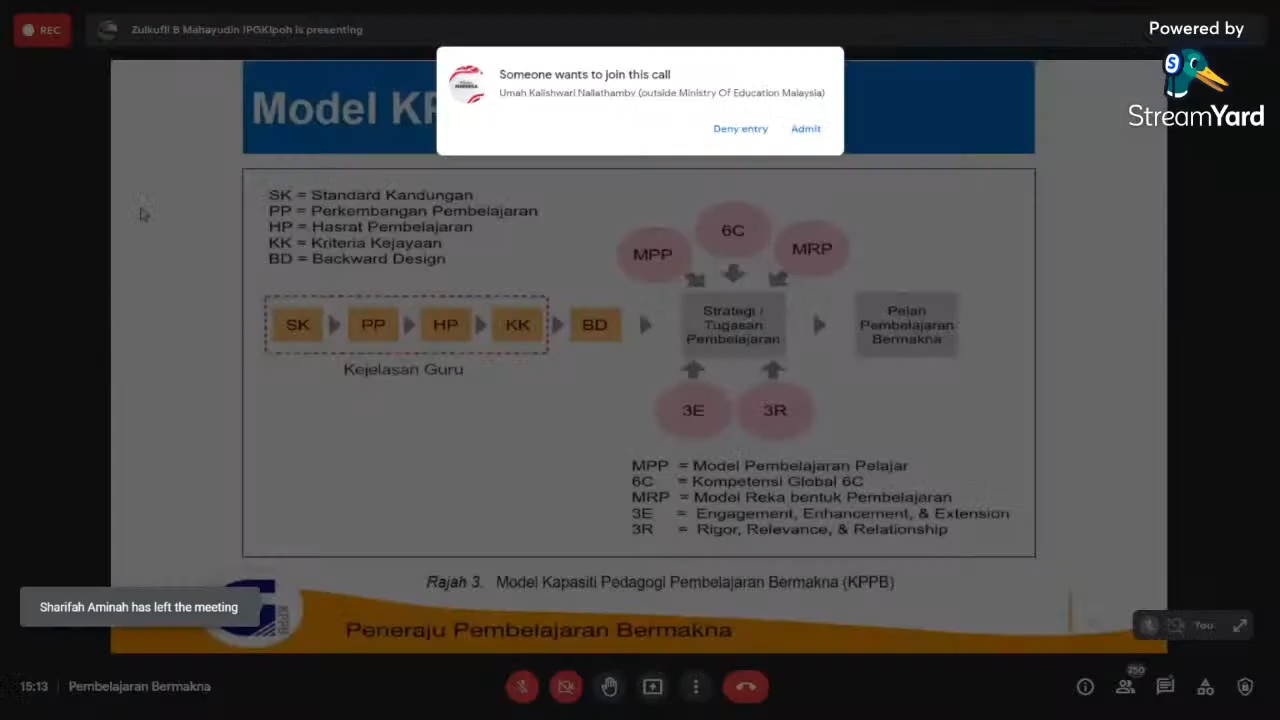 REC
Zulkufli B Mahayudin IPGKIpoh is presenting
Powered by
StreamYard
Someone wants to join this call
Umah Kalishwari Nallathamby (outside Ministry Of Education Malaysia)
Deny entry Admit
Model KP
SK = Standard Kandungan
PP = Perkembangan Pembelajaran
HP = Hasrat Pembelajaran
KK = Kriteria Kejayaan
BD = Backward Design
MPP
6C
MRP
SK
PP
HP
KK
BD
Strategi /
Tugasan
Pembelajaran
Pelan
Pembelajaran
Bermakna
Kejelasan Guru
3E
3R
MPP = Model Pembelajaran Pelajar
6C = Kompetensi Global 6C
MRP = Model Reka bentuk Pembelajaran
3E = Engagement, Enhancement, & Extension
3R = Rigor, Relevance, & Relationship
Rajah 3. Model Kapasiti Pedagogi Pembelajaran Bermakna (KPPB)
Sharifah Aminah has left the meeting
KPPB
Peneraju Pembelajaran Bermakna
You
15:13 | Pembelajaran Bermakna
250